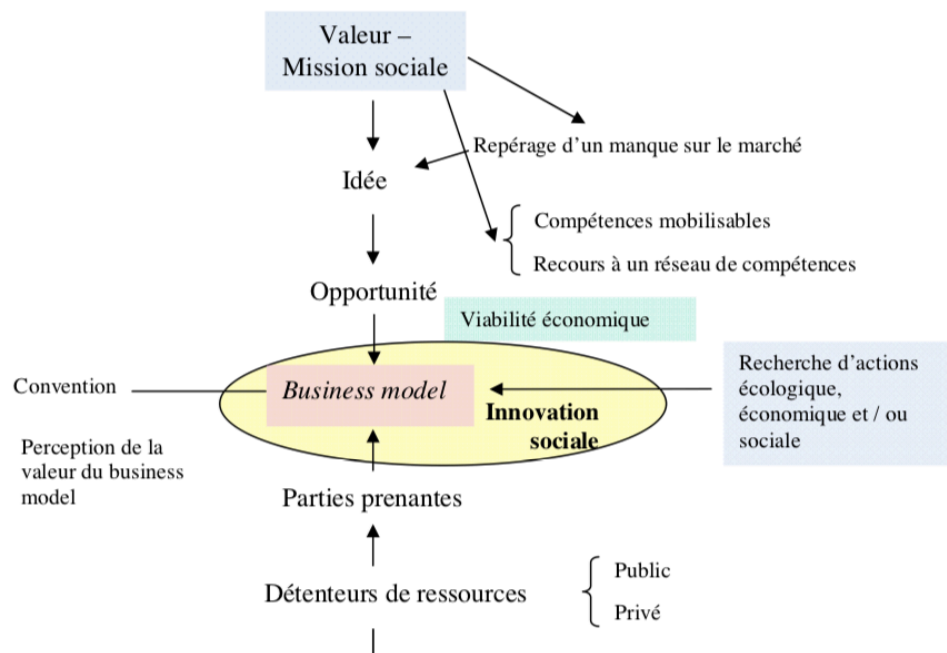 Valeur –
Mission sociale
Repérage d'un manque sur le marché
Idée
Compétences mobilisables
Recours à un réseau de compétences
Opportunité
Viabilité économique
Convention
Business model
Innovation
sociale
Recherche d'actions
écologique,
économique et / ou
sociale
Perception de la
valeur du business
model
Parties prenantes
Détenteurs de ressources
Public
Privé